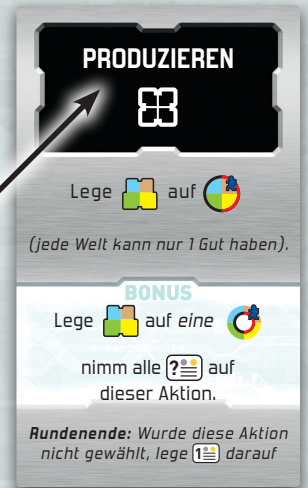 PRODUZIEREN
Lege auf
(jede Welt kann nur 1 Gut haben).
BONUS
Lege auf eine
nimm alle ? auf
dieser Aktion.
Rundenende: Wurde diese Aktion
nicht gewählt, lege 1 darauf